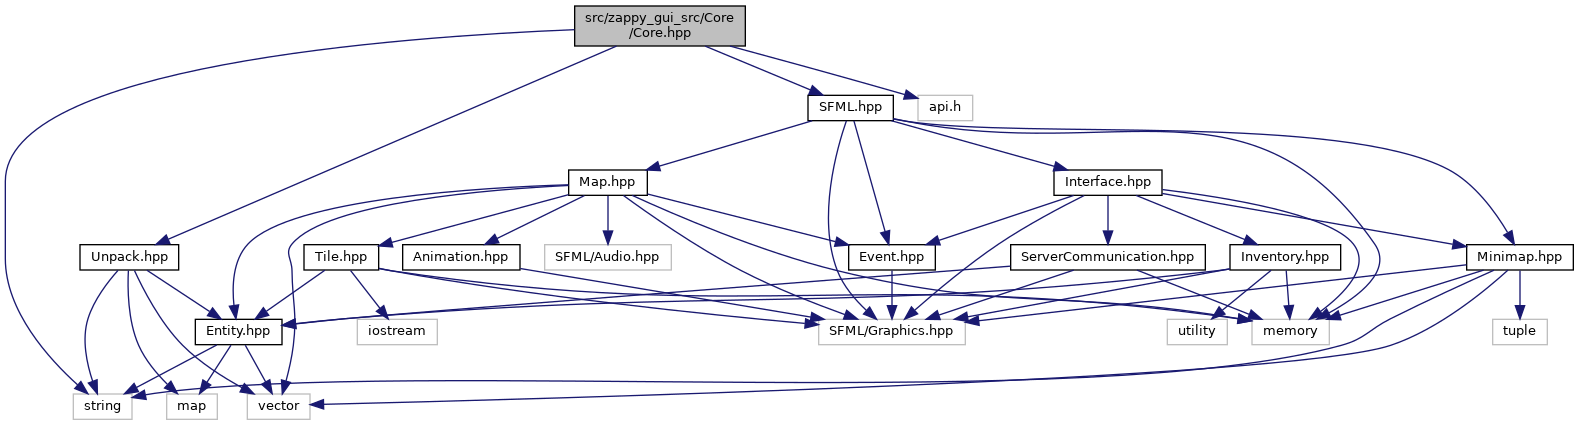 src/zappy_gui_src/Core
/Core.hpp
SFML.hpp
api.h
Map.hpp
Interface.hpp
Unpack.hpp
Tile.hpp
Animation.hpp
SFML/Audio.hpp
Event.hpp
ServerCommunication.hpp
Inventory.hpp
Minimap.hpp
Entity.hpp
iostream
SFML/Graphics.hpp
utility
memory
tuple
string
map
vector